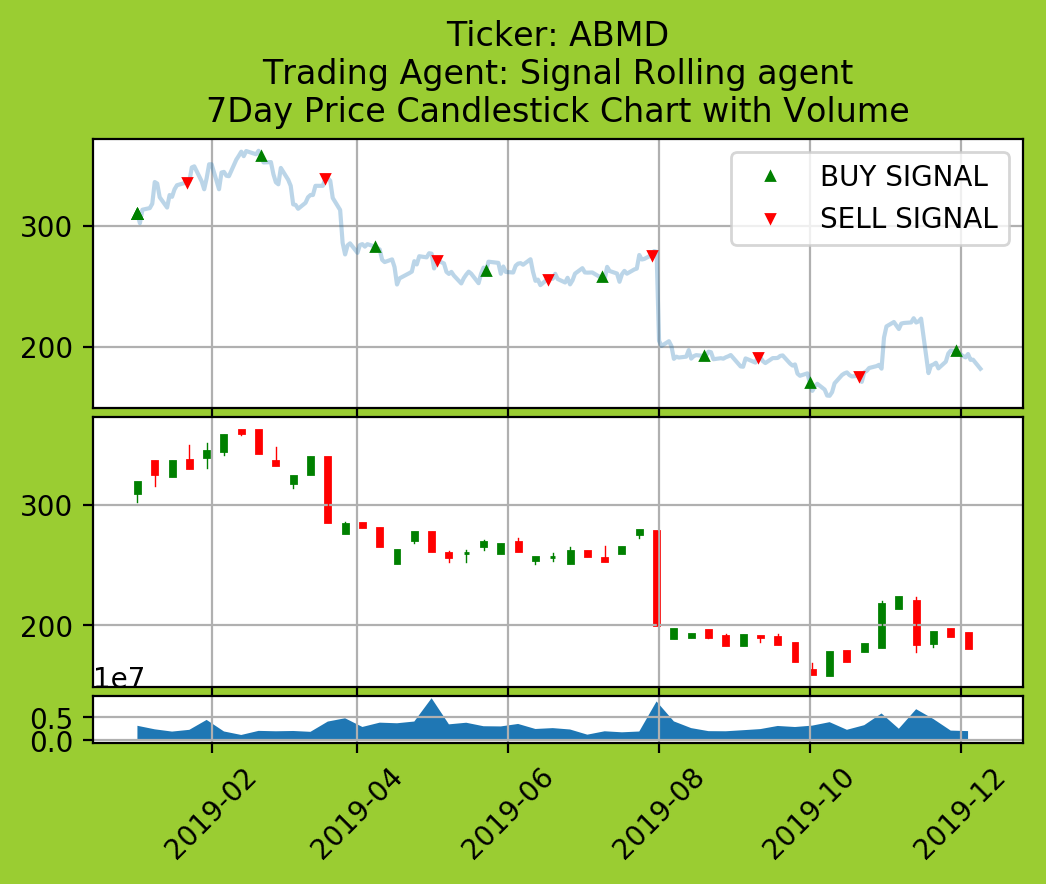 Ticker: ABMD
Trading Agent: Signal Rolling agent
7Day Price Candlestick Chart with Volume
BUY SIGNAL
SELL SIGNAL
300
200
300
200
1e7
0.5
0.0
2019-02
2019-04
2019-06
2019-08
2019-10
2019-12